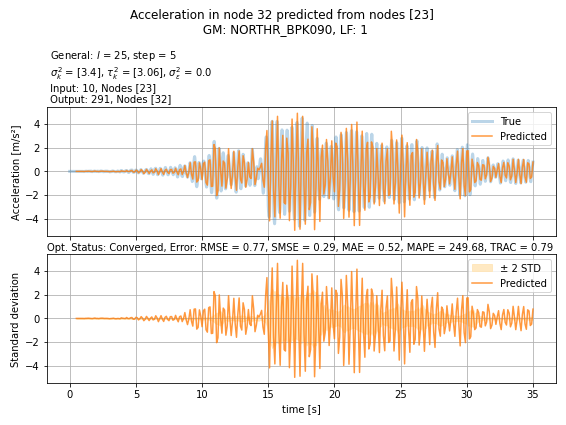 Acceleration in node 32 predicted from nodes [23]
GM: NORTHR_BPK090, LF: 1
General: l = 25, step = 5
σ²ₖ = [3.4], τ²ₖ = [3.06], σ²ε = 0.0
Input: 10, Nodes [23]
Output: 291, Nodes [32]
True
Predicted
4
2
0
−2
−4
Acceleration [m/s²]
Opt. Status: Converged, Error: RMSE = 0.77, SMSE = 0.29, MAE = 0.52, MAPE = 249.68, TRAC = 0.79
± 2 STD
Predicted
4
2
0
−2
−4
Standard deviation
0 5 10 15 20 25 30 35
time [s]